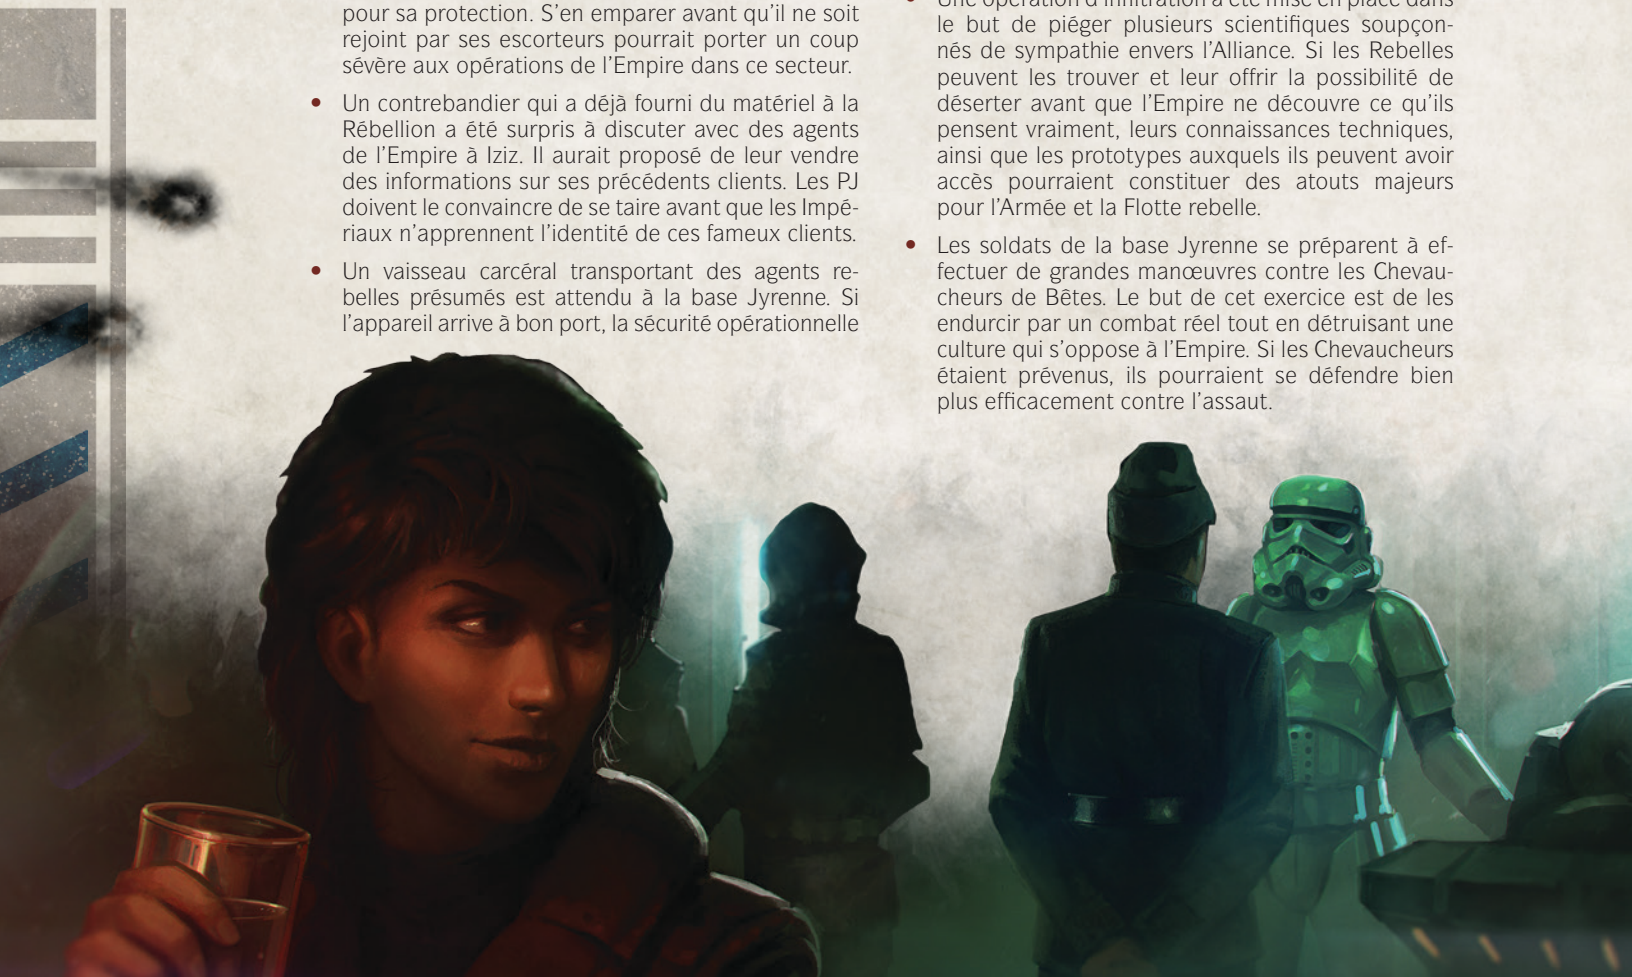 pour sa protection. S'en emparer avant qu'il ne soit
rejoint par ses escorteurs pourrait porter un coup
sévère aux opérations de l'Empire dans ce secteur.
• Un contrebandier qui a déjà fourni du matériel à la
Rébellion a été surpris à discuter avec des agents
de l'Empire à Iziz. Il aurait proposé de leur vendre
des informations sur ses précédents clients. Les PJ
doivent le convaincre de se taire avant que les Impé-
riaux n'apprennent l'identité de ces fameux clients.
• Un vaisseau carcéral transportant des agents re-
belles présumés est attendu à la base Jyrenne. Si
l'appareil arrive à bon port, la sécurité opérationnelle
• Une opération d'infiltration a été mise en place dans
le but de piéger plusieurs scientifiques soupçon-
nés de sympathie envers l'Alliance. Si les Rebelles
peuvent les trouver et leur offrir la possibilité de
déserter avant que l'Empire ne découvre ce qu'ils
pensent vraiment, leurs connaissances techniques,
ainsi que les prototypes auxquels ils peuvent avoir
accès pourraient constituer des atouts majeurs
pour l'Armée et la Flotte rebelle.
• Les soldats de la base Jyrenne se préparent à ef-
fectuer de grandes manœuvres contre les Chevau-
cheurs de Bêtes. Le but de cet exercice est de les
endurcir par un combat réel tout en détruisant une
culture qui s'oppose à l'Empire. Si les Chevaucheurs
étaient prévenus, ils pourraient se défendre bien
plus efficacement contre l'assaut.